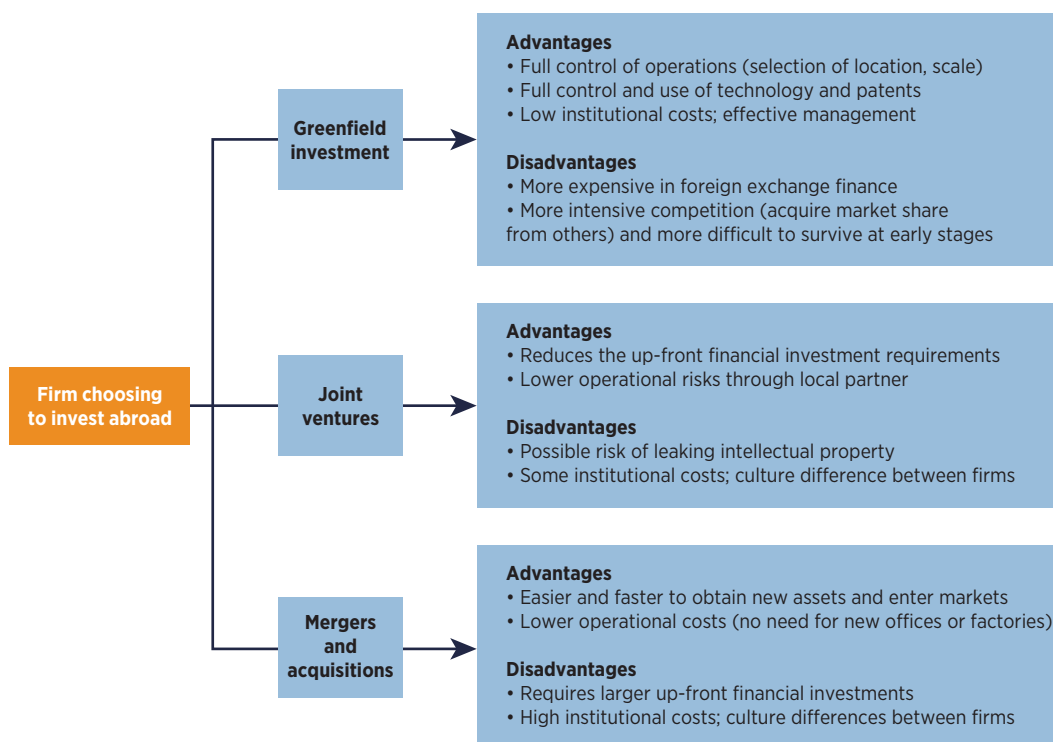 Firm choosing
to invest abroad
Greenfield
investment
Advantages
• Full control of operations (selection of location, scale)
• Full control and use of technology and patents
• Low institutional costs; effective management
Disadvantages
• More expensive in foreign exchange finance
• More intensive competition (acquire market share
from others) and more difficult to survive at early stages
Joint
ventures
Advantages
• Reduces the up-front financial investment requirements
• Lower operational risks through local partner
Disadvantages
• Possible risk of leaking intellectual property
• Some institutional costs; culture difference between firms
Mergers
and
acquisitions
Advantages
• Easier and faster to obtain new assets and enter markets
• Lower operational costs (no need for new offices or factories)
Disadvantages
• Requires larger up-front financial investments
• High institutional costs; culture differences between firms